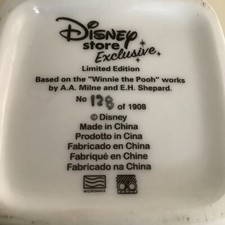 Disney
store
Exclusive
Limited Edition
Based on the "Winnie the Pooh" works
by A.A. Milne and E.H. Shepard.
No 128 of 1908
© Disney
Made in China
Prodotto in Cina
Fabricado en China
Fabriqué en Chine
Fabricado na China